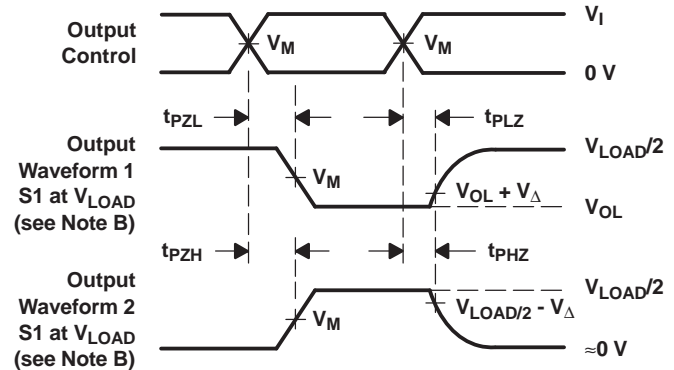 Output
Control
V_M
V_M
V_I
0 V
t_PZL
t_PLZ
Output
Waveform 1
S1 at V_LOAD
(see Note B)
V_M
V_OL + V_Δ
V_LOAD/2
V_OL
t_PZH
t_PHZ
Output
Waveform 2
S1 at V_LOAD
(see Note B)
V_M
V_LOAD/2 - V_Δ
V_LOAD/2
≈0 V